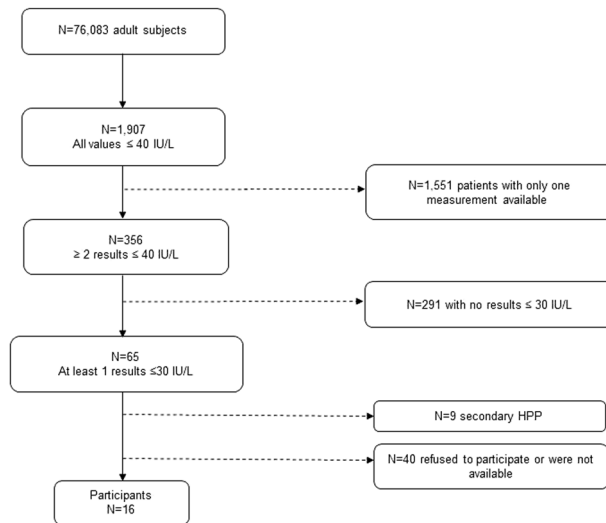 N=76,083 adult subjects
N=1,907
All values ≤ 40 IU/L
N=1,551 patients with only one
measurement available
N=356
≥ 2 results ≤ 40 IU/L
N=291 with no results ≤ 30 IU/L
N=65
At least 1 results ≤30 IU/L
N=9 secondary HPP
N=40 refused to participate or were not
available
Participants
N=16